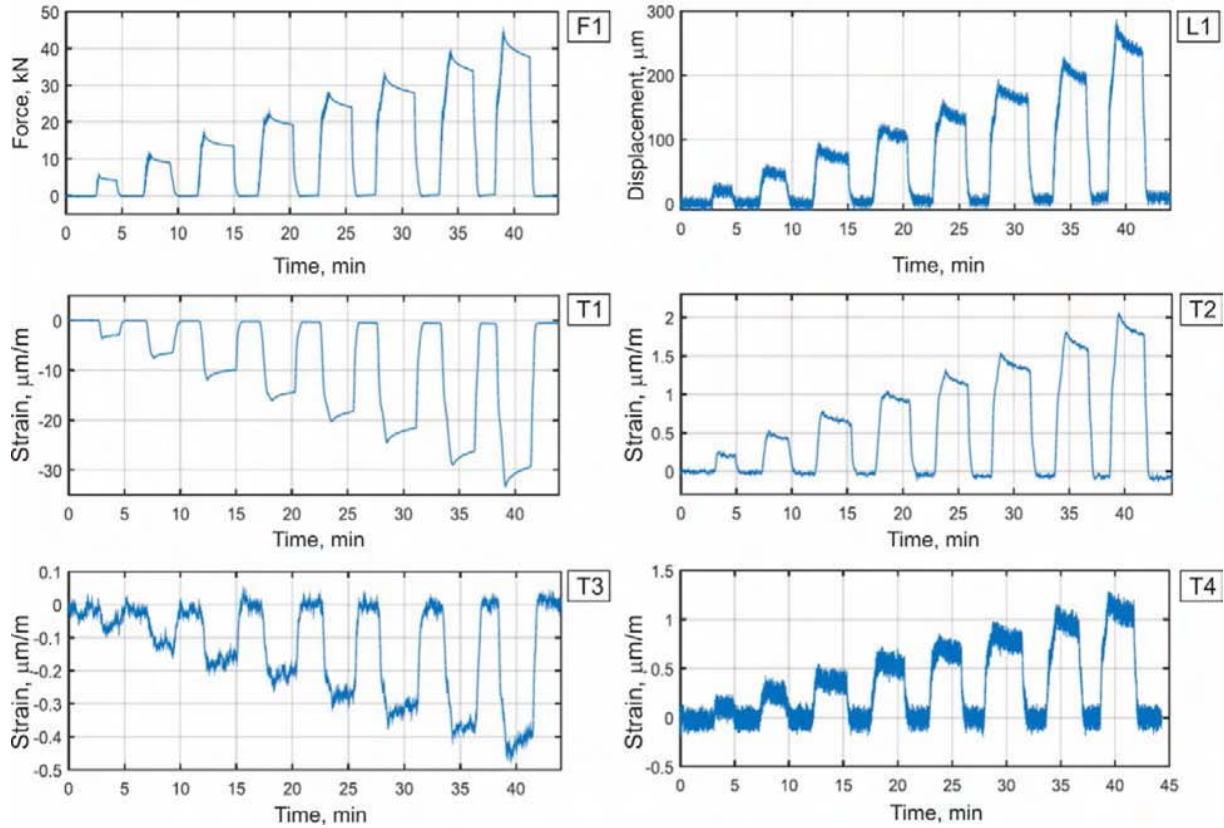 F1
Force, kN
50
40
30
20
10
0
0 5 10 15 20 25 30 35 40
Time, min
L1
Displacement, μm
300
200
100
0
0 5 10 15 20 25 30 35 40
Time, min
T1
Strain, μm/m
0
-10
-20
-30
0 5 10 15 20 25 30 35 40
Time, min
T2
Strain, μm/m
2
1.5
1
0.5
0
0 5 10 15 20 25 30 35 40
Time, min
T3
Strain, μm/m
0.1
0
-0.1
-0.2
-0.3
-0.4
-0.5
0 5 10 15 20 25 30 35 40
Time, min
T4
Strain, μm/m
1.5
1
0.5
0
-0.5
0 5 10 15 20 25 30 35 40 45
Time, min